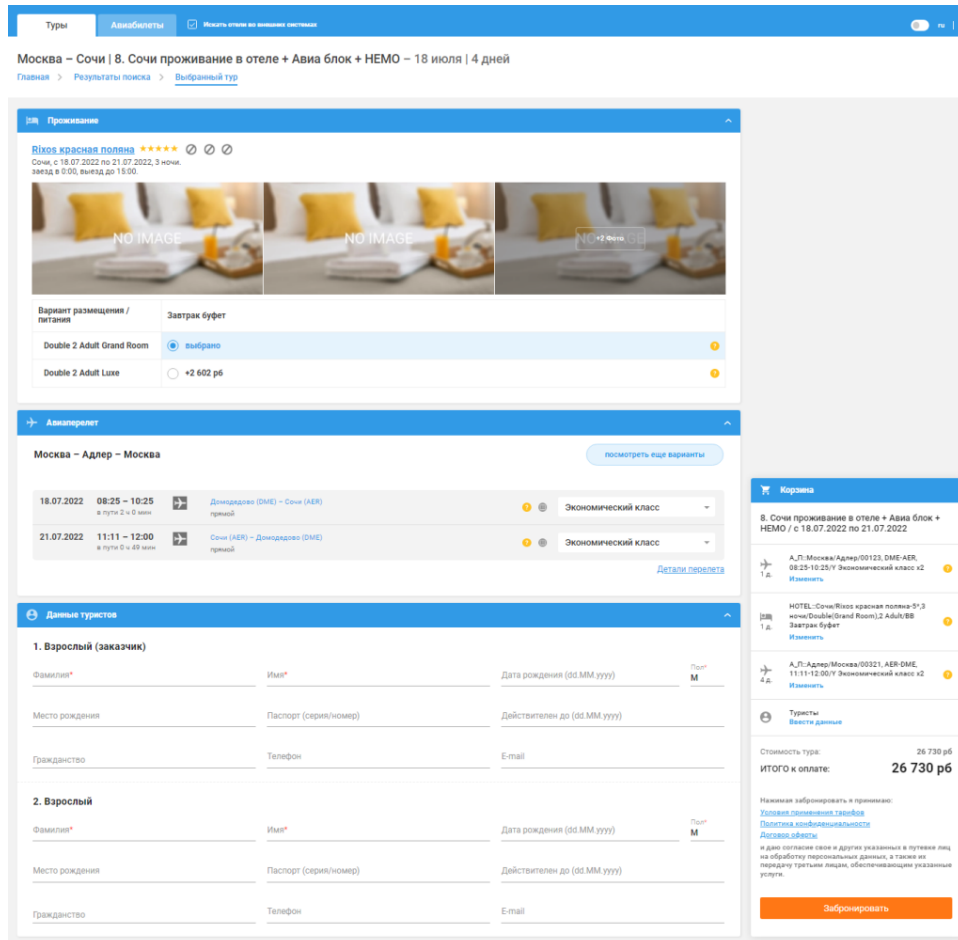 Туры
Авиабилеты
Искать отели во внешних системах
ru
Москва – Сочи | 8. Сочи проживание в отеле + Авиа блок + НЕМО – 18 июля | 4 дней
Главная > Результаты поиска > Выбранный тур
Проживание
Rixos красная поляна
Сочи, с 18.07.2022 по 21.07.2022, 3 ночи.
заезд в 0:00, выезд до 15:00.
NO IMAGE
NO IMAGE
NO +2 Фото GE
Вариант размещения /
питания
Завтрак буфет
Double 2 Adult Grand Room
выбрано
Double 2 Adult Luxe
+2 602 рб
Авиаперелет
Москва – Адлер – Москва
посмотреть еще варианты
18.07.2022 08:25 – 10:25 Домодедово (DME) – Сочи (AER) Экономический класс
в пути 2 ч 0 мин прямой
21.07.2022 11:11 – 12:00 Сочи (AER) – Домодедово (DME) Экономический класс
в пути 0 ч 49 мин прямой
Детали перелета
Данные туристов
1. Взрослый (заказчик)
Фамилия* Имя* Дата рождения (dd.MM.yyyy) Пол*
М
Место рождения Паспорт (серия/номер) Действителен до (dd.MM.yyyy)
Гражданство Телефон E-mail
2. Взрослый
Фамилия* Имя* Дата рождения (dd.MM.yyyy) Пол*
М
Место рождения Паспорт (серия/номер) Действителен до (dd.MM.yyyy)
Гражданство Телефон E-mail
Корзина
8. Сочи проживание в отеле + Авиа блок +
НЕМО / с 18.07.2022 по 21.07.2022
А_П::Москва/Адлер/00123, DME-AER,
08:25-10:25/Y Экономический класс x2
1 д.
Изменить
HOTEL::Сочи/Rixos красная поляна-5*,3
ночи/Double(Grand Room),2 Adult/BB
Завтрак буфет
1 д.
Изменить
А_П::Адлер/Москва/00321, AER-DME,
11:11-12:00/Y Экономический класс x2
4 д.
Изменить
Туристы
Ввести данные
Стоимость тура: 26 730 рб
ИТОГО к оплате: 26 730 рб
Нажимая забронировать я принимаю:
Условия применения тарифов
Политика конфиденциальности
Договор оферты
и даю согласие свое и других указанных в путевке лиц
на обработку персональных данных, а также их
передачу третьим лицам, обеспечивающим указанные
услуги.
Забронировать